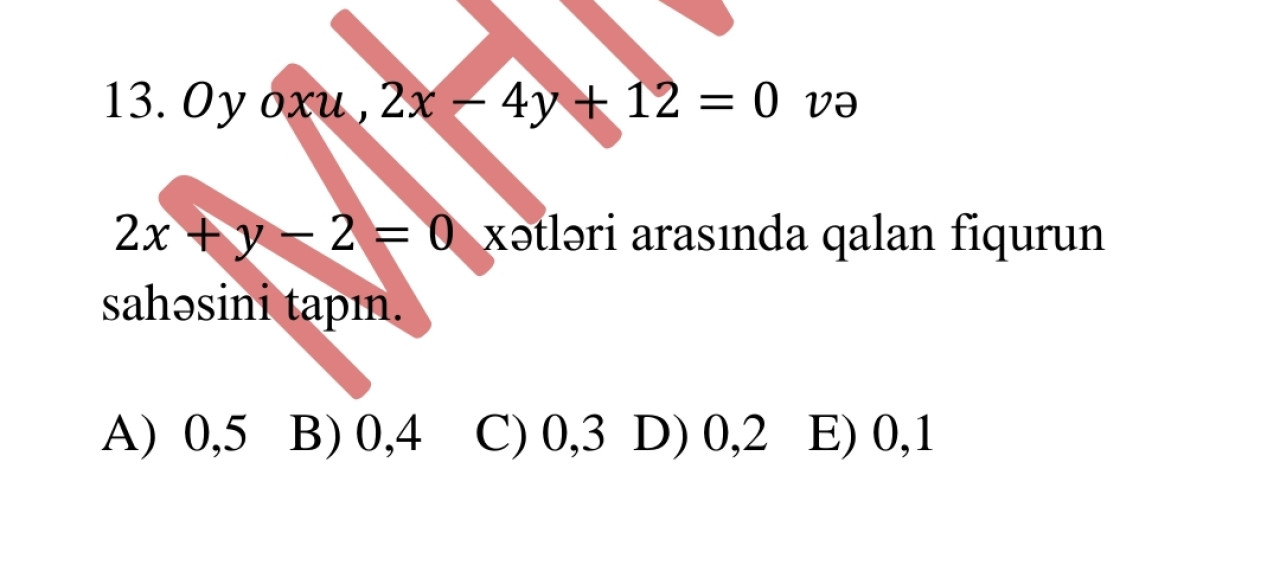 13. Oy oxu , 2x − 4y + 12 = 0 və
2x + y − 2 = 0 xətləri arasında qalan fiqurun
sahəsini tapın.
A) 0,5 B) 0,4 C) 0,3 D) 0,2 E) 0,1